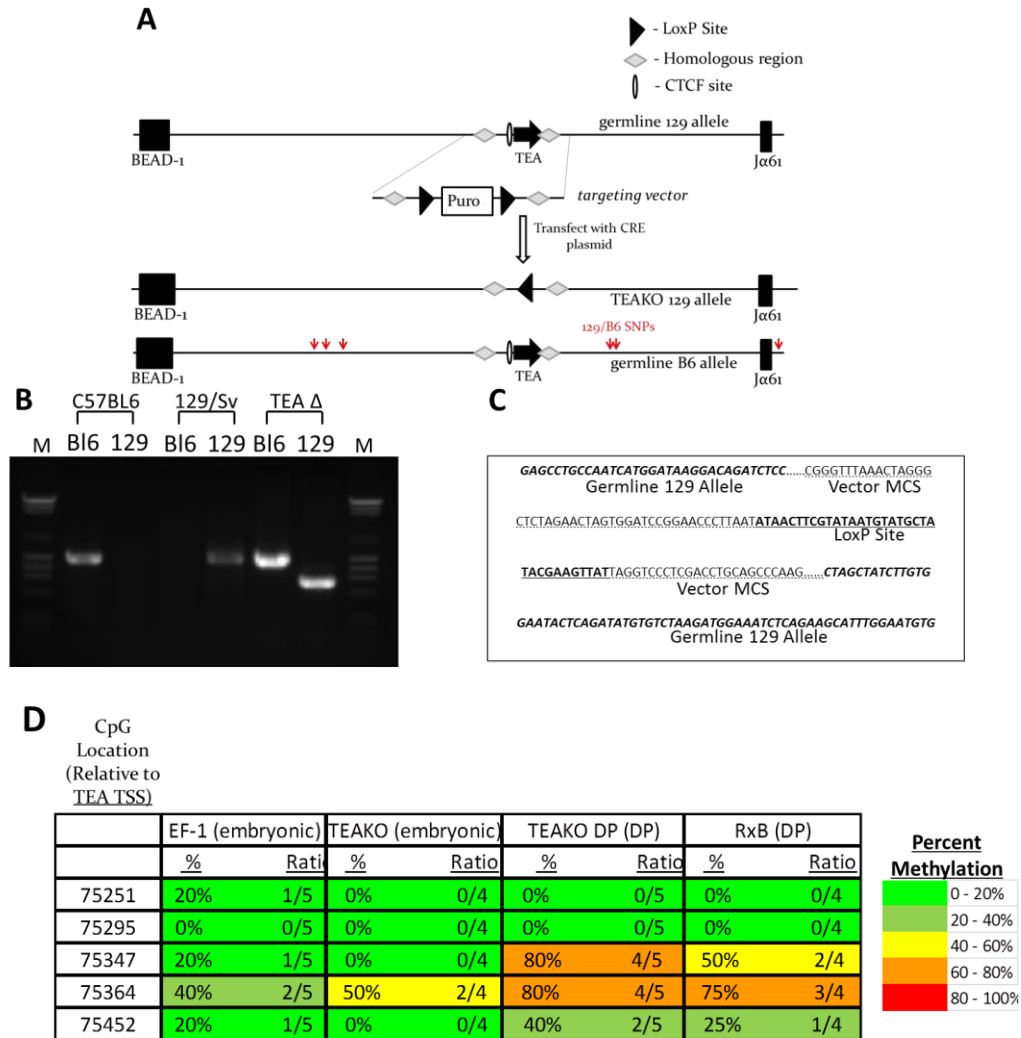 A
- LoxP Site
- Homologous region
- CTCF site
germline 129 allele
BEAD-1
TEA
Jα61
Puro
targeting vector
Transfect with CRE
plasmid
TEAKO 129 allele
BEAD-1
Jα61
129/B6 SNPs
germline B6 allele
BEAD-1
TEA
Jα61
B
C57BL6 129/Sv TEA Δ
M Bl6 129 Bl6 129 Bl6 129 M
C
GAGCCTGCCAATCATGGATAAGGACAGATCTCC......CGGGTTTAAACTAGGG
Germline 129 Allele Vector MCS
CTCTAGAACTAGTGGATCCGGAACCCTTAATATAACTTCGTATAATGTATGCTA
LoxP Site
TACGAAGTTATTAGGTCCCTCGACCTGCAGCCCAAG......CTAGCTATCTTGTG
Vector MCS
GAATACTCAGATATGTGTCTAAGATGGAAATCTCAGAAGCATTTGGAATGTG
Germline 129 Allele
D
CpG
Location
(Relative to
TEA TSS)
EF-1 (embryonic) TEAKO (embryonic) TEAKO DP (DP) RxB (DP)
% Ratio % Ratio % Ratio % Ratio
75251 20% 1/5 0% 0/4 0% 0/5 0% 0/4
75295 0% 0/5 0% 0/4 0% 0/5 0% 0/4
75347 20% 1/5 0% 0/4 80% 4/5 50% 2/4
75364 40% 2/5 50% 2/4 80% 4/5 75% 3/4
75452 20% 1/5 0% 0/4 40% 2/5 25% 1/4
Percent
Methylation
0 - 20%
20 - 40%
40 - 60%
60 - 80%
80 - 100%